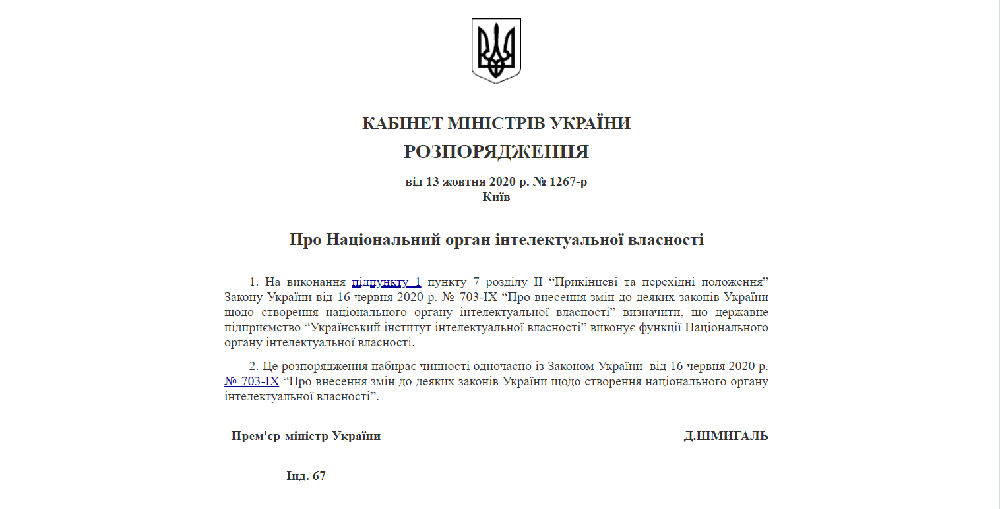 КАБІНЕТ МІНІСТРІВ УКРАЇНИ
РОЗПОРЯДЖЕННЯ
від 13 жовтня 2020 р. № 1267-р
Київ
Про Національний орган інтелектуальної власності
1. На виконання підпункту 1 пункту 7 розділу II “Прикінцеві та перехідні положення”
Закону України від 16 червня 2020 р. № 703-IX “Про внесення змін до деяких законів України
щодо створення національного органу інтелектуальної власності” визначити, що державне
підприємство “Український інститут інтелектуальної власності” виконує функції Національного
органу інтелектуальної власності.
2. Це розпорядження набирає чинності одночасно із Законом України від 16 червня 2020 р.
№ 703-IX “Про внесення змін до деяких законів України щодо створення національного органу
інтелектуальної власності”.
Прем'єр-міністр України Д.ШМИГАЛЬ
Інд. 67